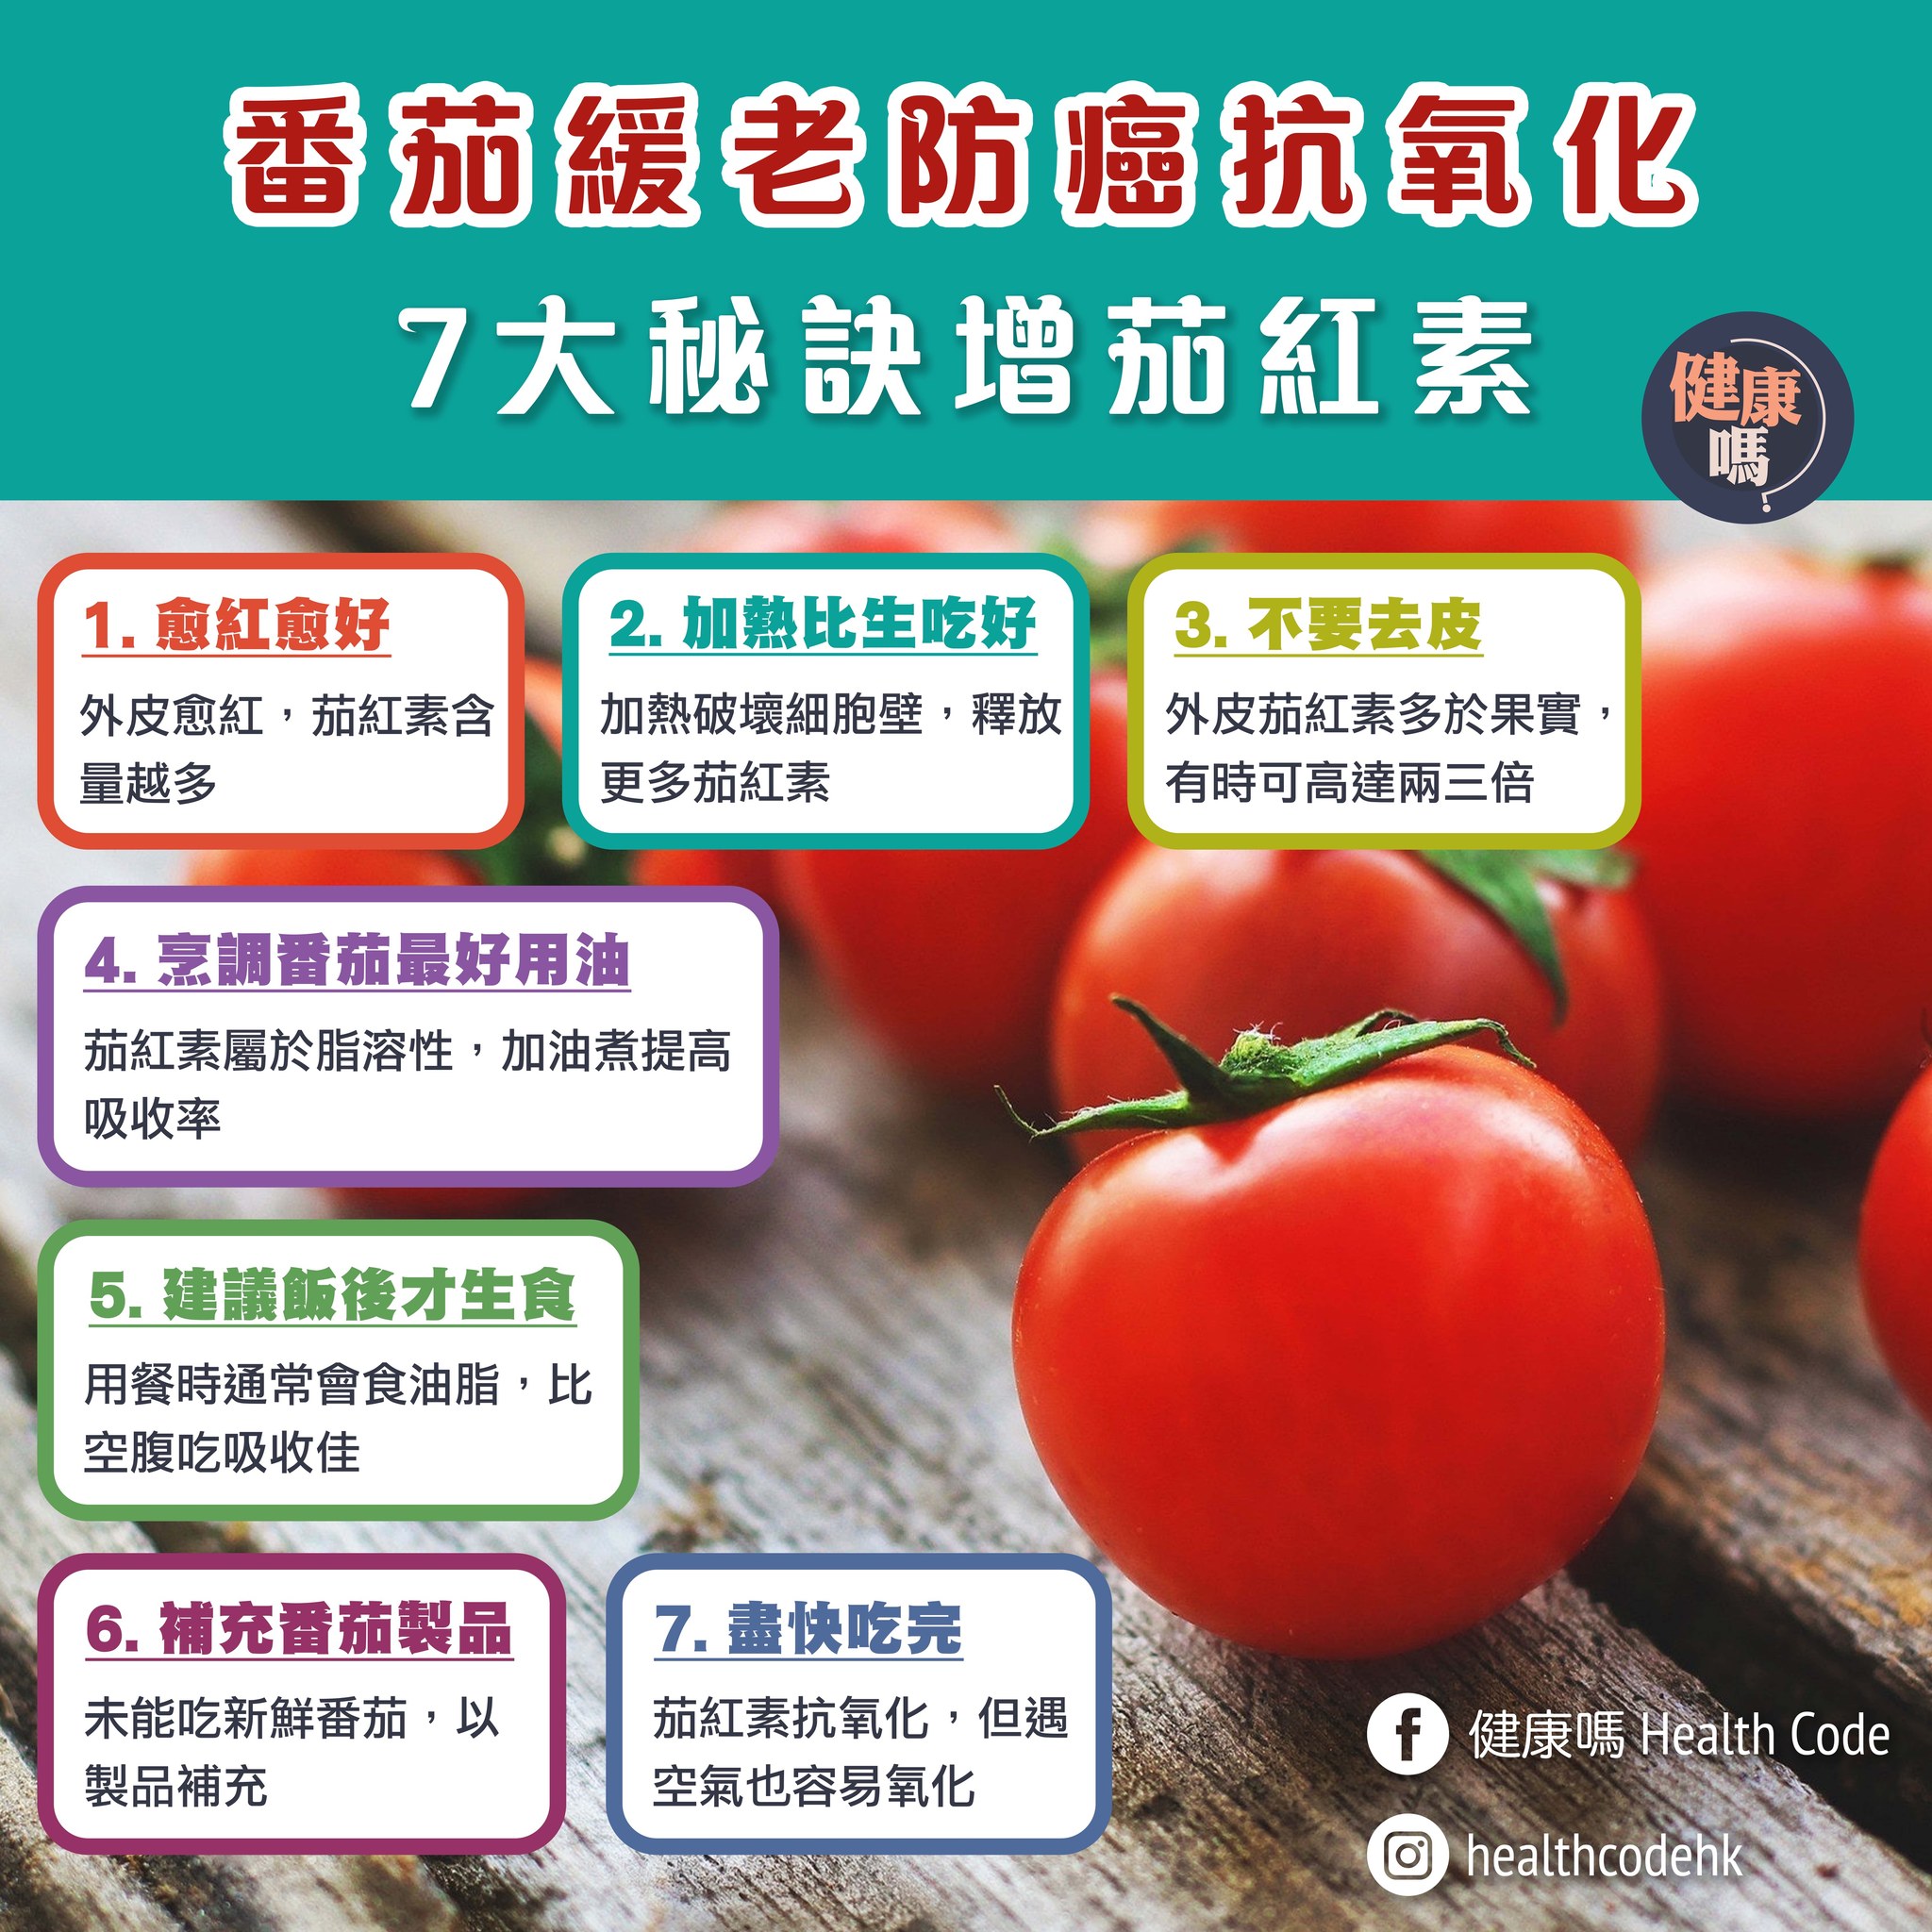 番茄緩老防癌抗氧化
7大秘訣增茄紅素
健康
嗎?
1. 愈紅愈好
外皮愈紅，茄紅素含
量越多
2. 加熱比生吃好
加熱破壞細胞壁，釋放
更多茄紅素
3. 不要去皮
外皮茄紅素多於果實，
有時可高達兩三倍
4. 烹調番茄最好用油
茄紅素屬於脂溶性，加油煮提高
吸收率
5. 建議飯後才生食
用餐時通常會食油脂，比
空腹吃吸收佳
6. 補充番茄製品
未能吃新鮮番茄，以
製品補充
7. 盡快吃完
茄紅素抗氧化，但遇
空氣也容易氧化
健康嗎 Health Code
healthcodehk